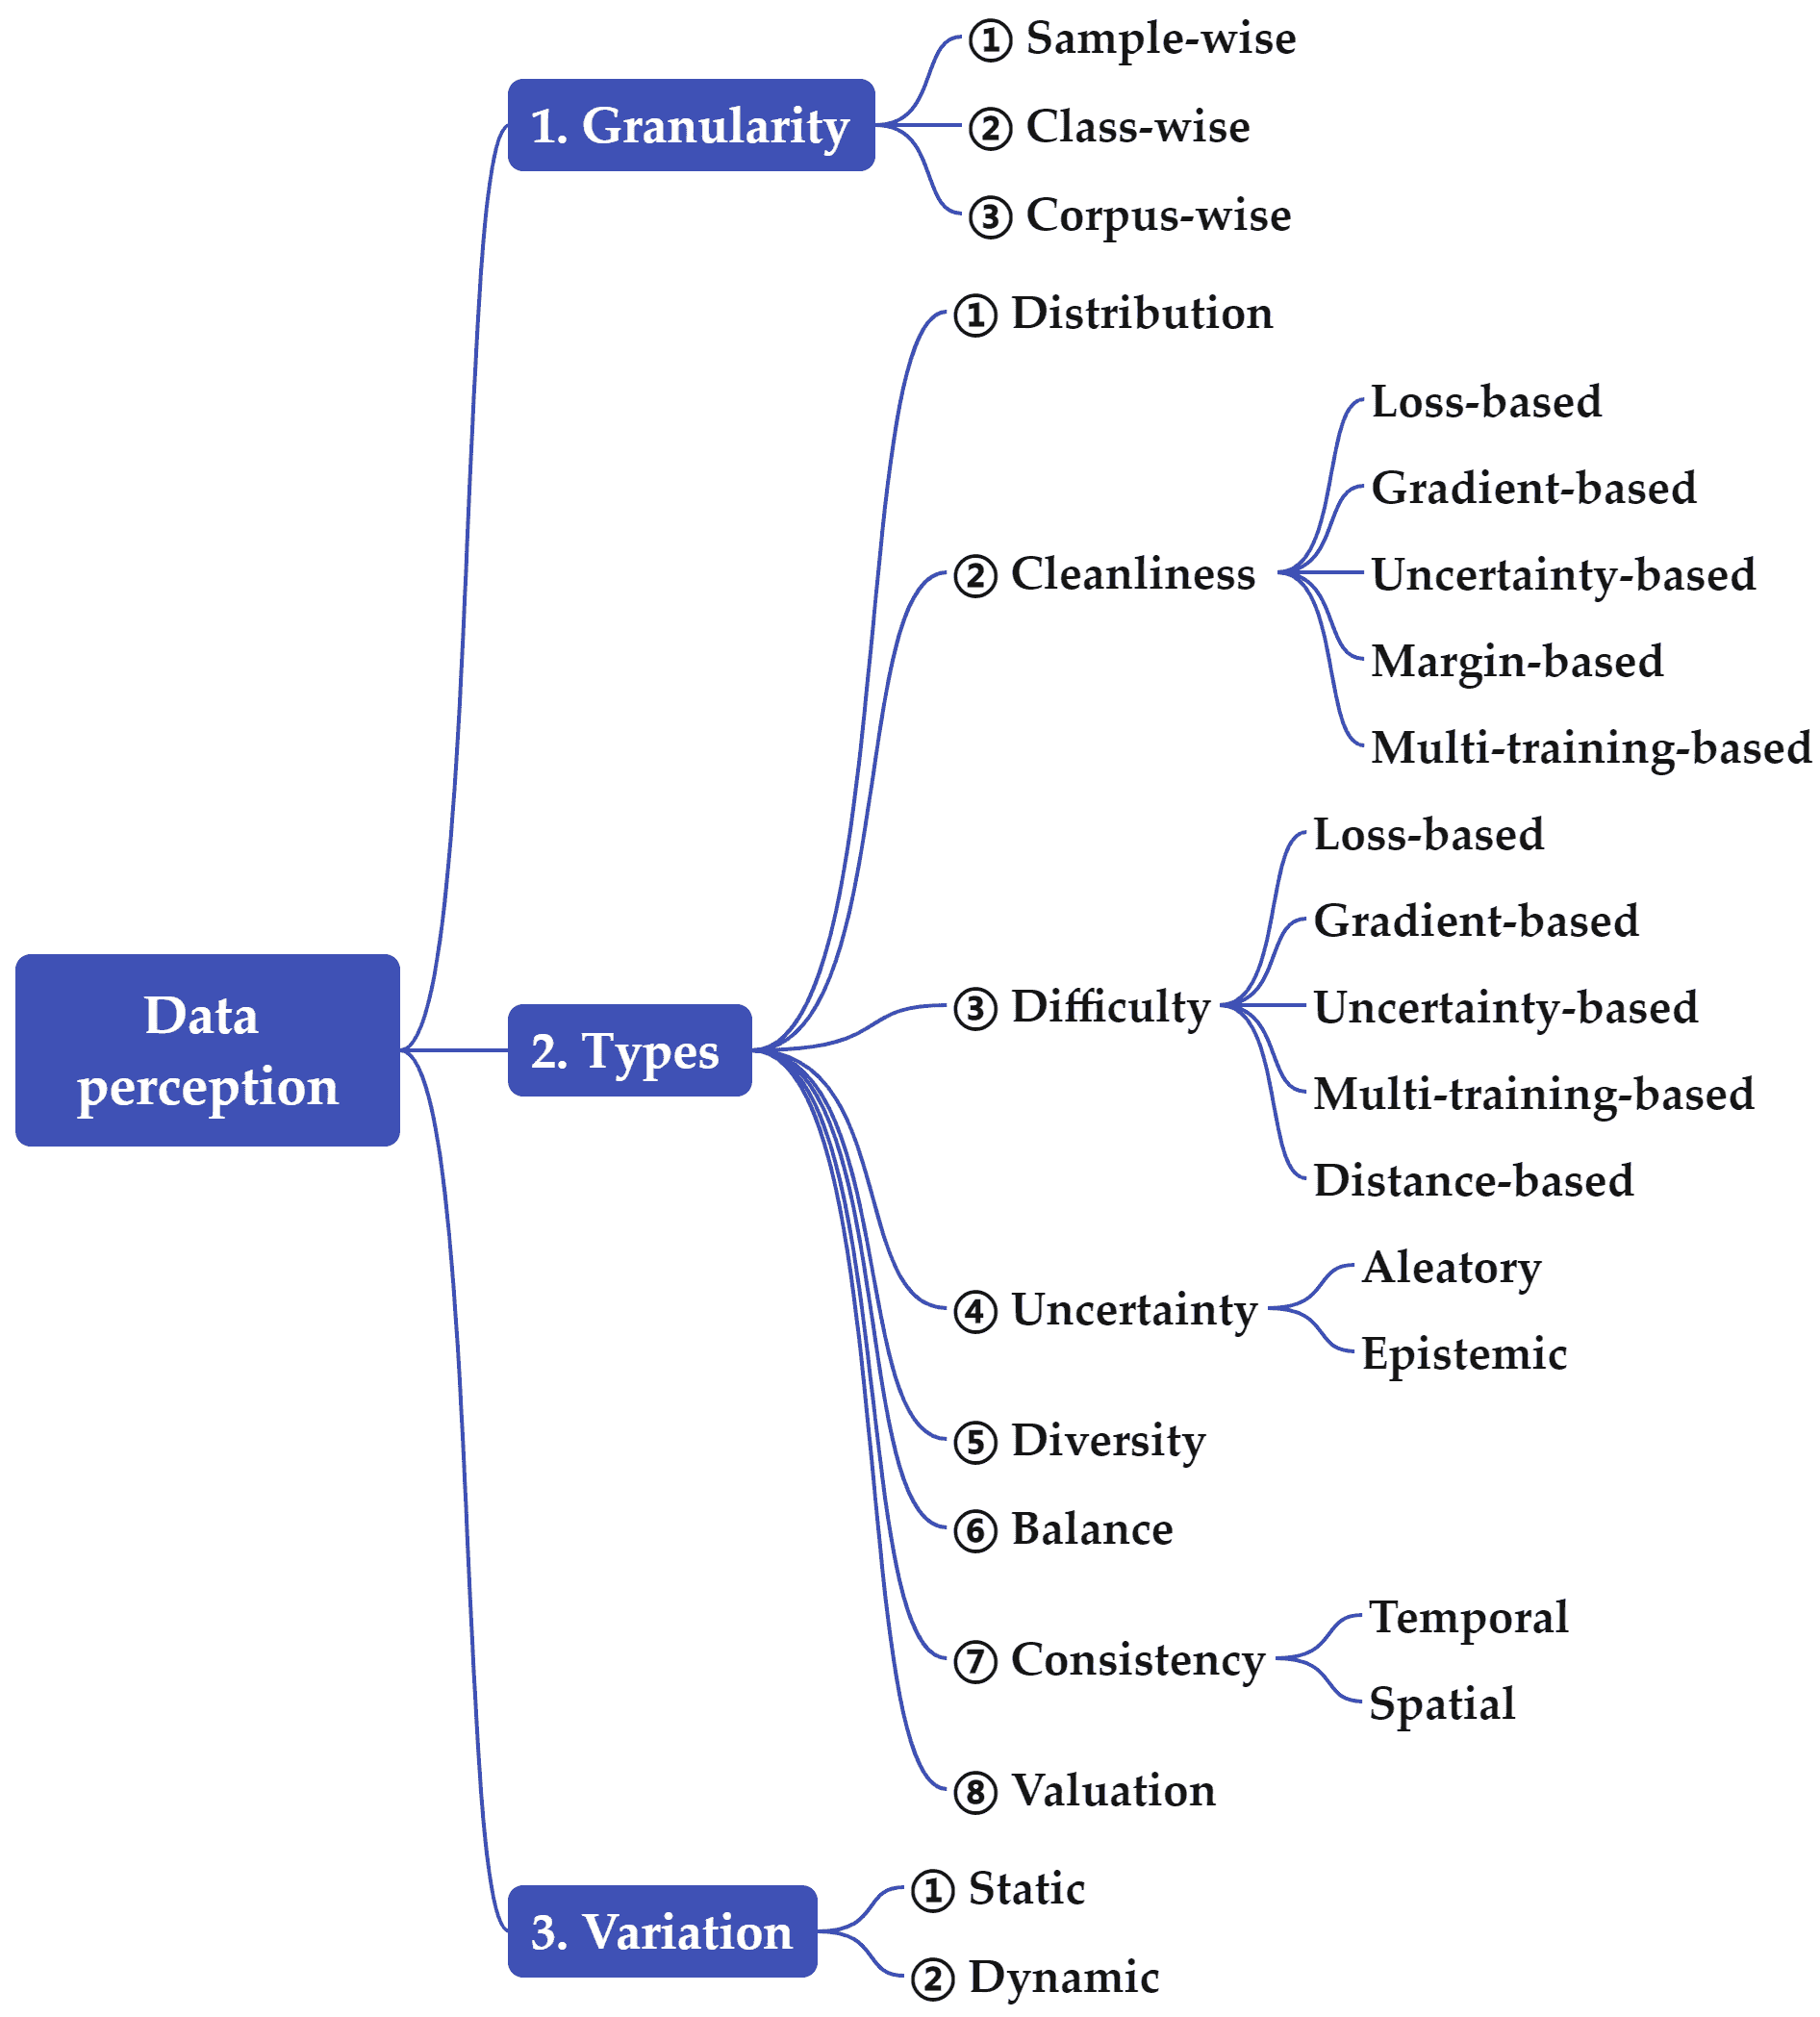 Data
perception
1. Granularity
① Sample-wise
② Class-wise
③ Corpus-wise
2. Types
① Distribution
② Cleanliness
Loss-based
Gradient-based
Uncertainty-based
Margin-based
Multi-training-based
③ Difficulty
Loss-based
Gradient-based
Uncertainty-based
Multi-training-based
Distance-based
④ Uncertainty
Aleatory
Epistemic
⑤ Diversity
⑥ Balance
⑦ Consistency
Temporal
Spatial
⑧ Valuation
3. Variation
① Static
② Dynamic